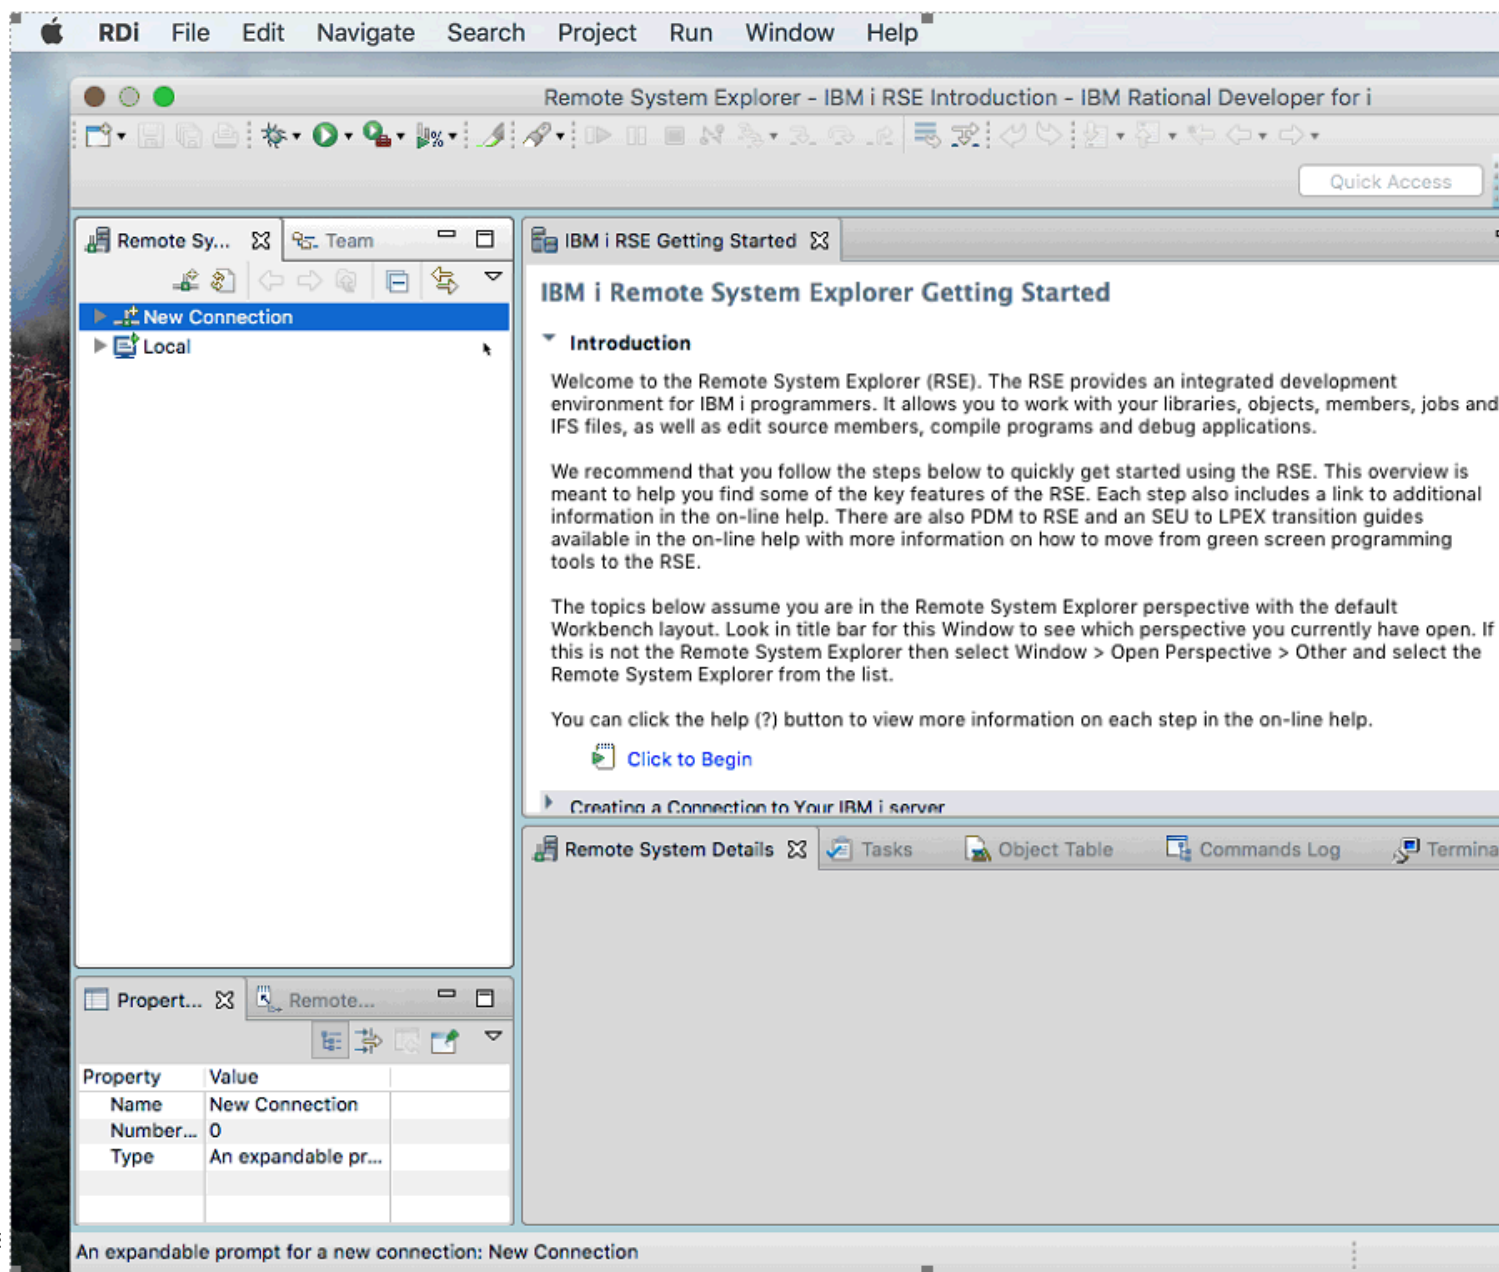 RDi File Edit Navigate Search Project Run Window Help
Remote System Explorer - IBM i RSE Introduction - IBM Rational Developer for i
Quick Access
Remote Sy... Team
New Connection
Local
IBM i RSE Getting Started
IBM i Remote System Explorer Getting Started
Introduction
Welcome to the Remote System Explorer (RSE). The RSE provides an integrated development
environment for IBM i programmers. It allows you to work with your libraries, objects, members, jobs and
IFS files, as well as edit source members, compile programs and debug applications.
We recommend that you follow the steps below to quickly get started using the RSE. This overview is
meant to help you find some of the key features of the RSE. Each step also includes a link to additional
information in the on-line help. There are also PDM to RSE and an SEU to LPEX transition guides
available in the on-line help with more information on how to move from green screen programming
tools to the RSE.
The topics below assume you are in the Remote System Explorer perspective with the default
Workbench layout. Look in title bar for this Window to see which perspective you currently have open. If
this is not the Remote System Explorer then select Window > Open Perspective > Other and select the
Remote System Explorer from the list.
You can click the help (?) button to view more information on each step in the on-line help.
Click to Begin
Creating a Connection to Your IBM i server
Remote System Details Tasks Object Table Commands Log Termina
Propert... Remote...
Property Value
Name New Connection
Number... 0
Type An expandable pr...
An expandable prompt for a new connection: New Connection